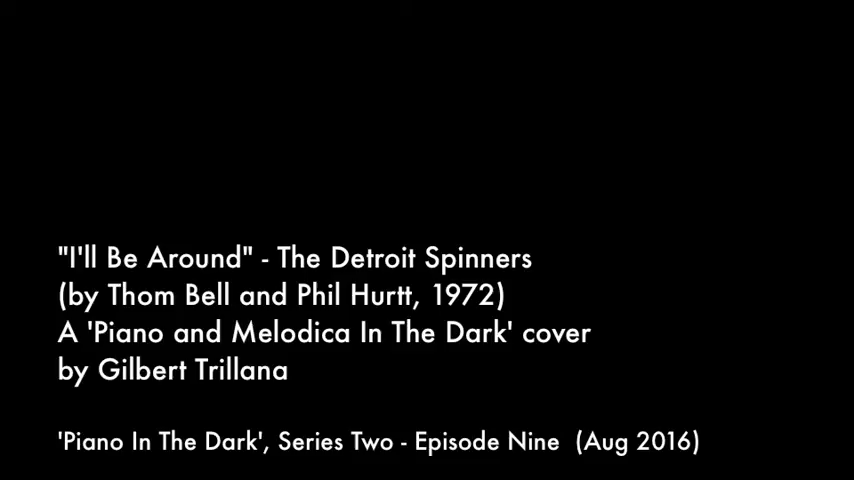 "I'll Be Around" - The Detroit Spinners
(by Thom Bell and Phil Hurtt, 1972)
A 'Piano and Melodica In The Dark' cover
by Gilbert Trillana
'Piano In The Dark', Series Two - Episode Nine  (Aug 2016)